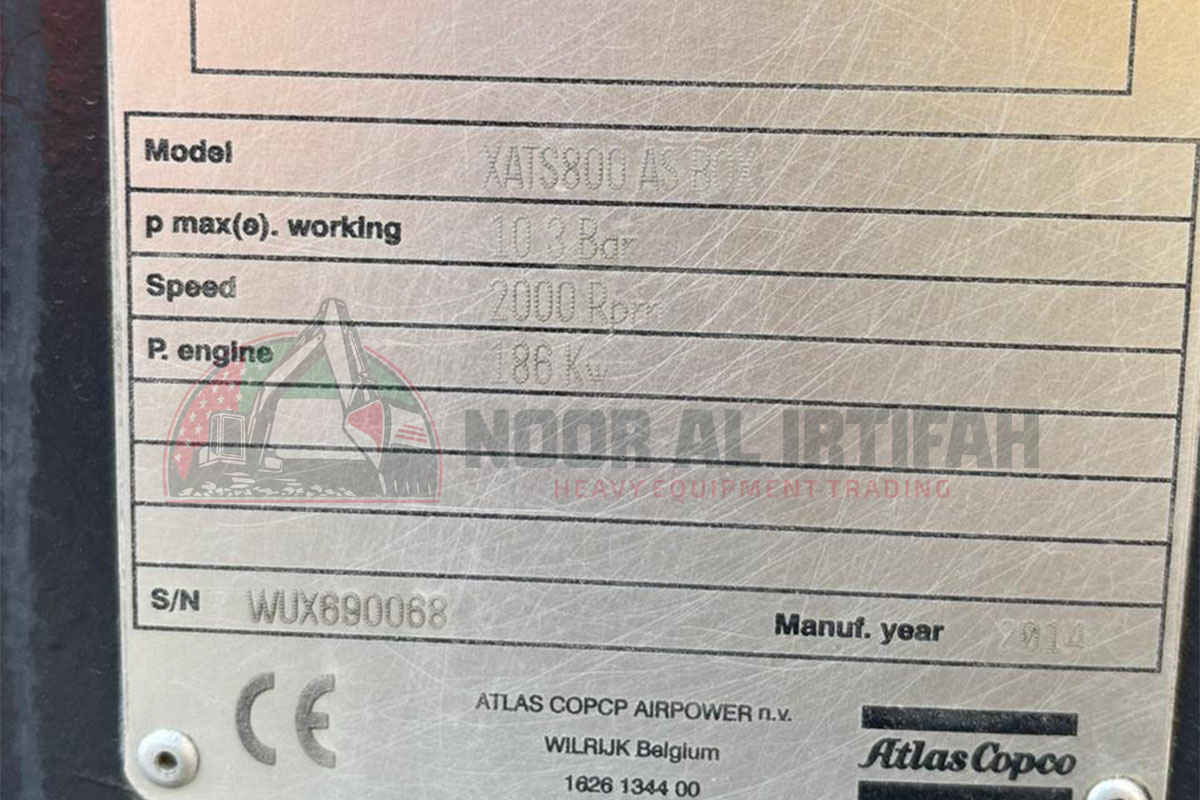 Model XATS800 AS BOX
p max(e). working 10.3 Bar
Speed 2000 Rpm
P. engine 186 Kw
NOOR AL IRTIFAH
HEAVY EQUIPMENT TRADING
S/N WUX690068 Manuf. year 2014
CE
ATLAS COPCP AIRPOWER n.v.
WILRIJK Belgium
1626 1344 00
Atlas Copco